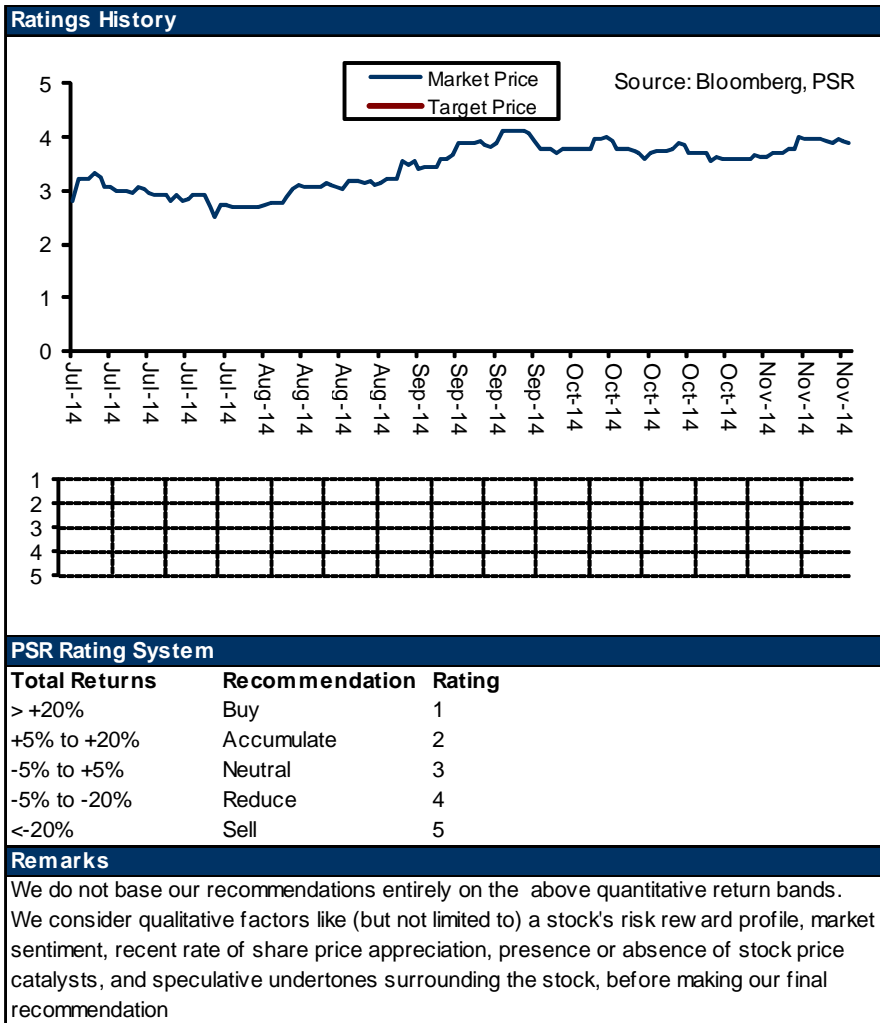 Ratings History
Market Price
Target Price
Source: Bloomberg, PSR
5
4
3
2
1
0
Jul-14
Jul-14
Jul-14
Jul-14
Jul-14
Aug-14
Aug-14
Aug-14
Aug-14
Sep-14
Sep-14
Sep-14
Sep-14
Oct-14
Oct-14
Oct-14
Oct-14
Oct-14
Nov-14
Nov-14
Nov-14
1
2
3
4
5
PSR Rating System
Total Returns Recommendation Rating
> +20% Buy 1
+5% to +20% Accumulate 2
-5% to +5% Neutral 3
-5% to -20% Reduce 4
<-20% Sell 5
Remarks
We do not base our recommendations entirely on the above quantitative return bands.
We consider qualitative factors like (but not limited to) a stock's risk reward profile, market
sentiment, recent rate of share price appreciation, presence or absence of stock price
catalysts, and speculative undertones surrounding the stock, before making our final
recommendation